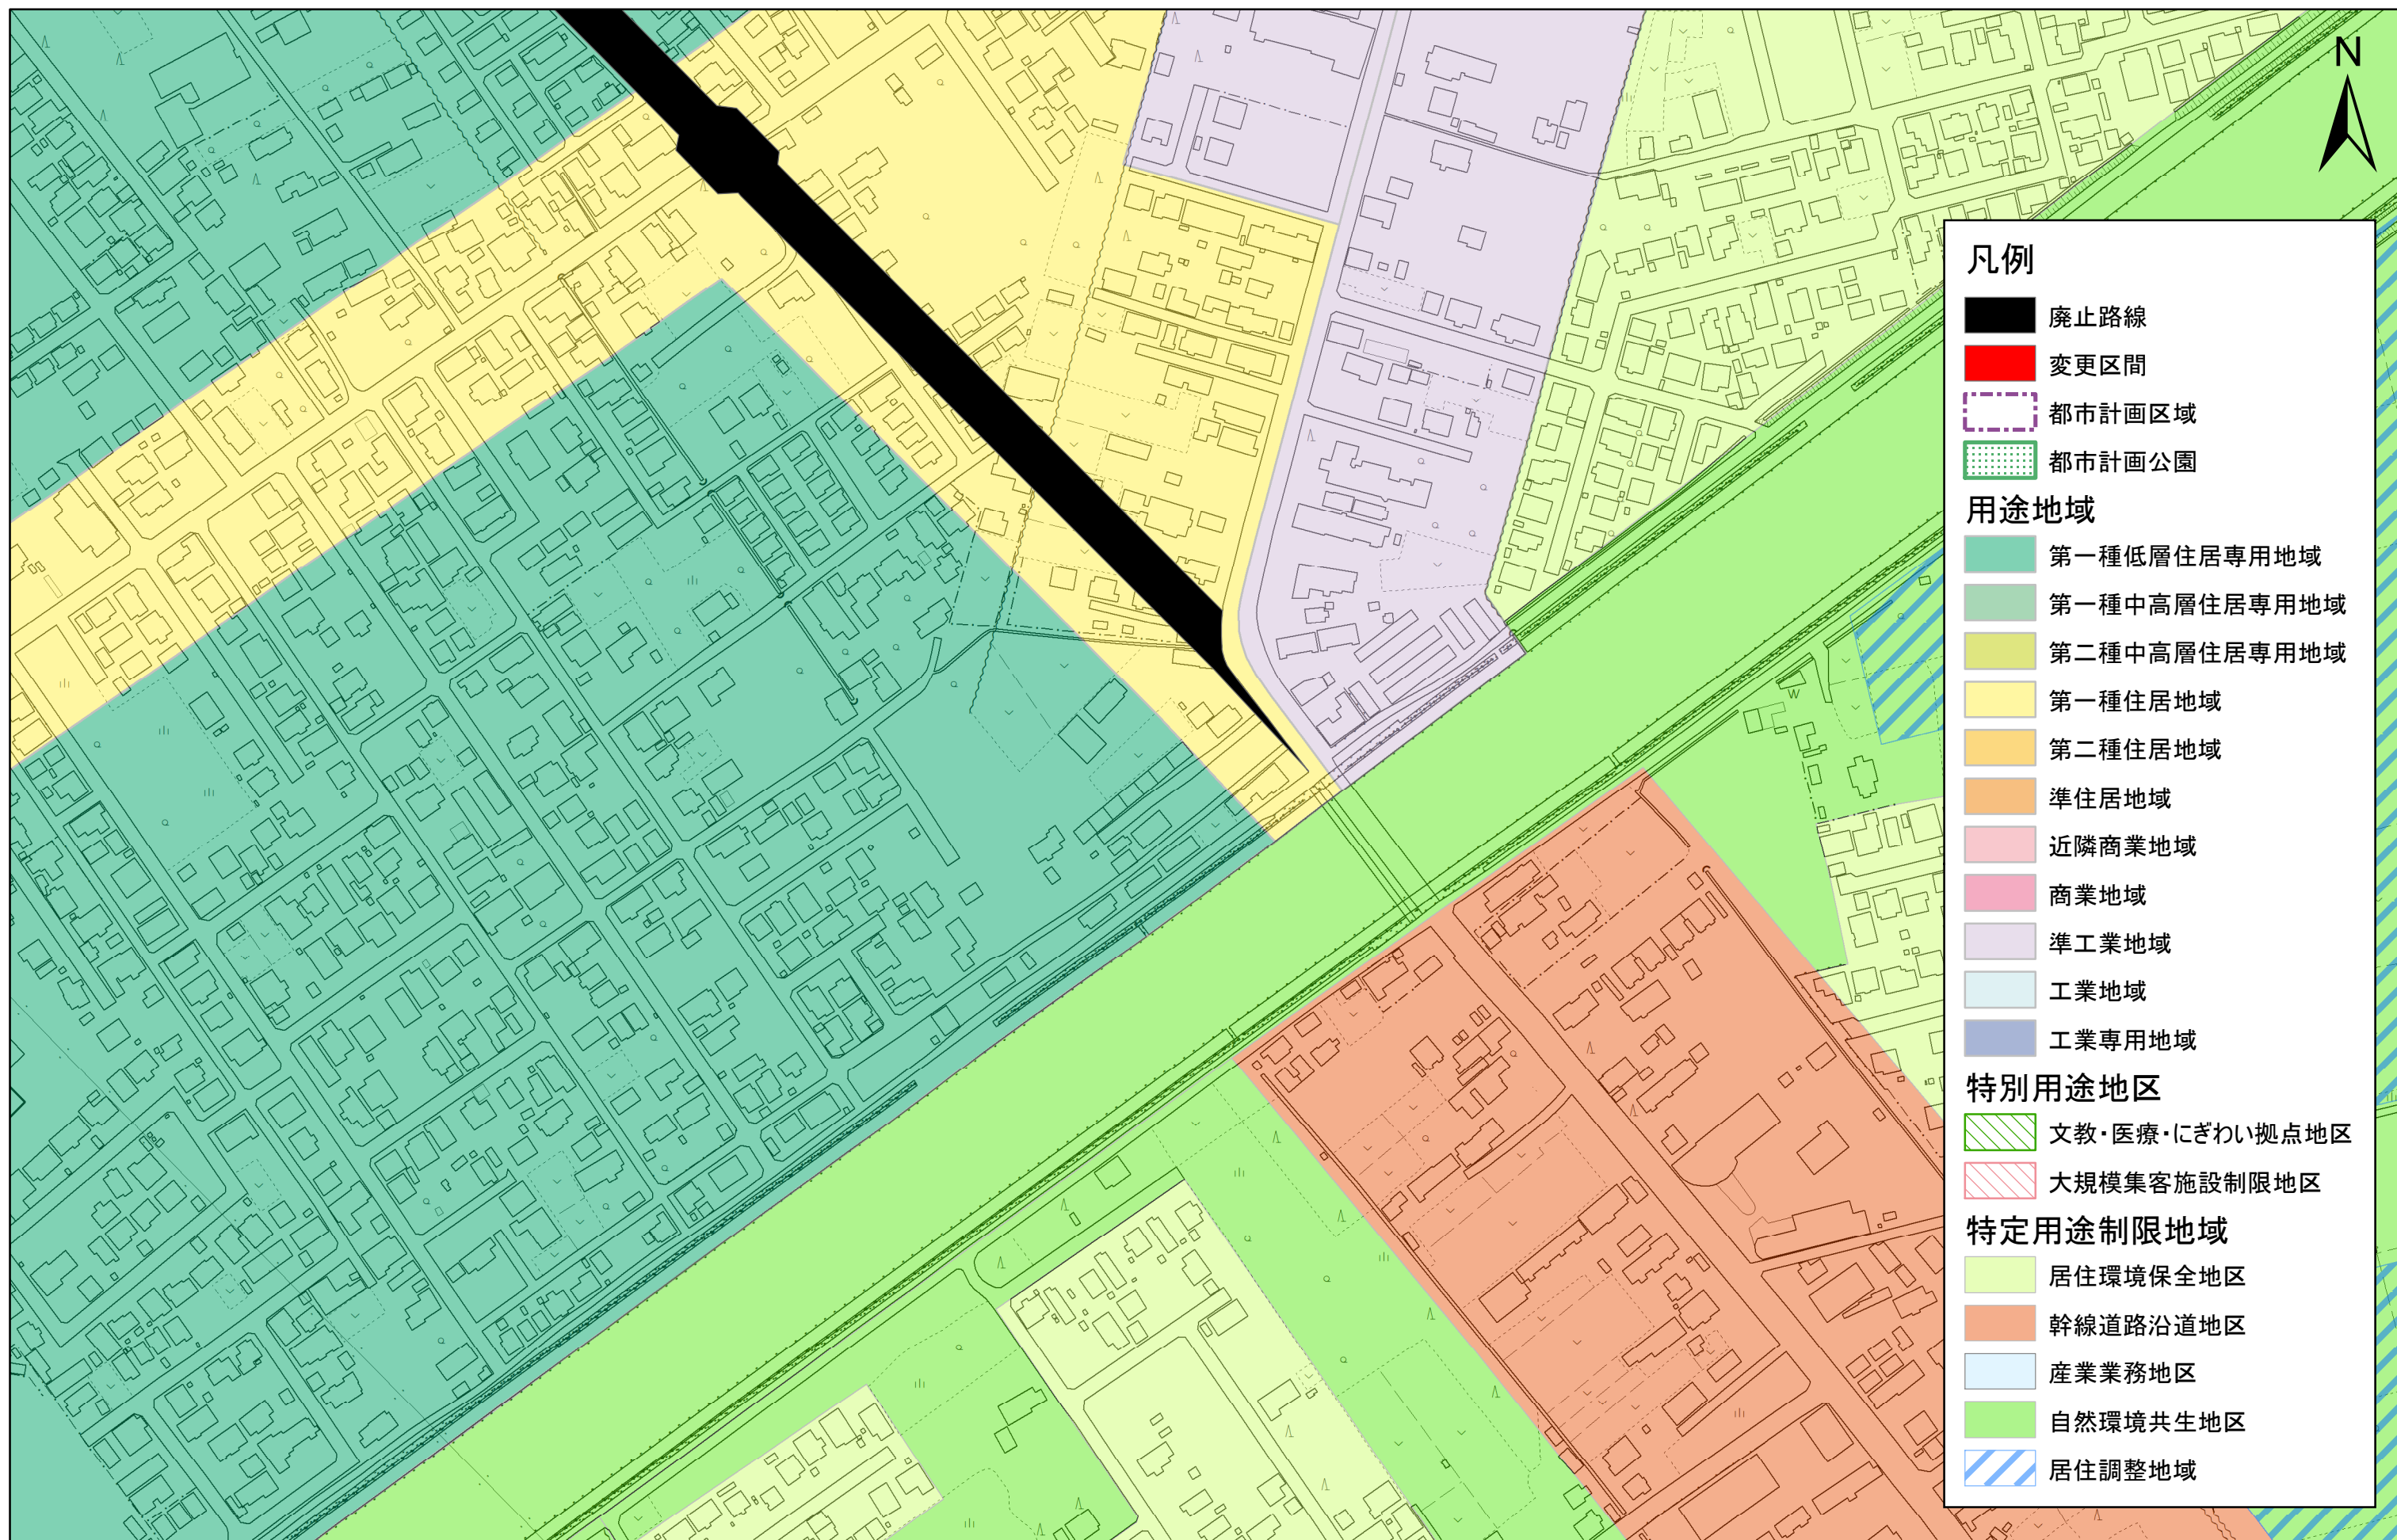 N
凡例
廃止路線
変更区間
都市計画区域
都市計画公園
用途地域
第一種低層住居専用地域
第一種中高層住居専用地域
第二種中高層住居専用地域
第一種住居地域
第二種住居地域
準住居地域
近隣商業地域
商業地域
準工業地域
工業地域
工業専用地域
特別用途地区
文教・医療・にぎわい拠点地区
大規模集客施設制限地区
特定用途制限地域
居住環境保全地区
幹線道路沿道地区
産業業務地区
自然環境共生地区
居住調整地域